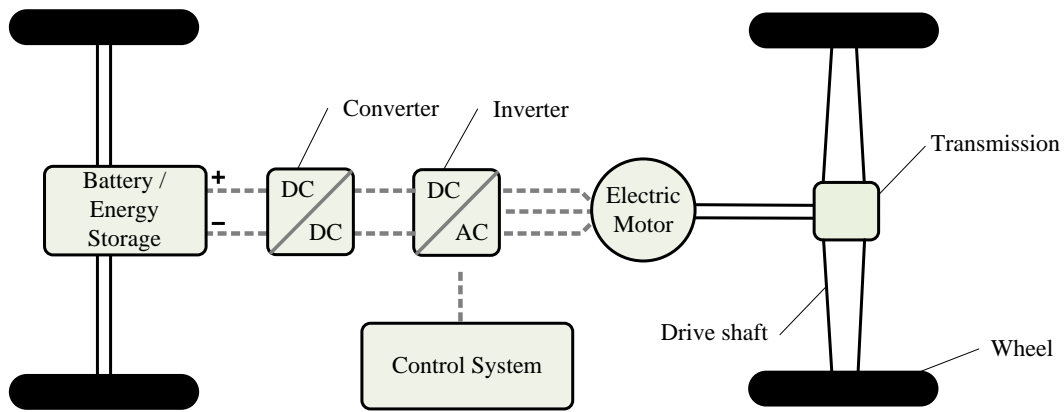 Converter
Inverter
Transmission
Battery /
Energy
Storage
+
−
DC
DC
DC
AC
Electric
Motor
Drive shaft
Wheel
Control System